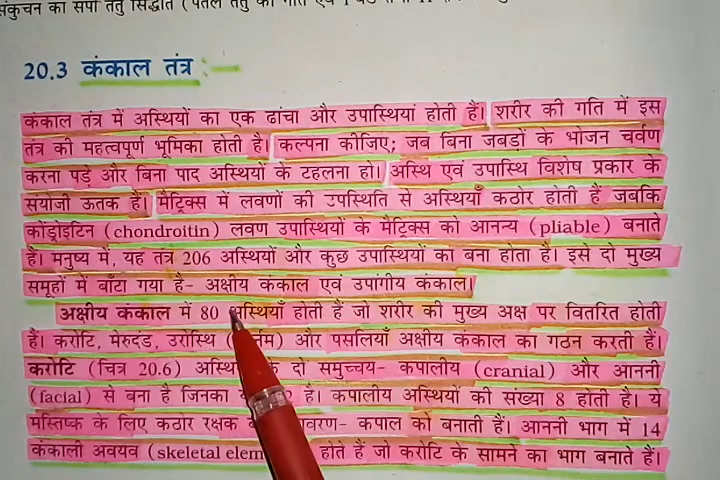 संकुचन का सर्पी तंतु सिद्धांत (पतले तंतु की गति एवं
20.3 कंकाल तंत्र :-
कंकाल तंत्र में अस्थियों का एक ढांचा और उपास्थियां होती हैं। शरीर की गति में इस
तंत्र की महत्वपूर्ण भूमिका होती है। कल्पना कीजिए; जब बिना जबड़ों के भोजन चर्वण
करना पड़े और बिना पाद अस्थियों के टहलना हो। अस्थि एवं उपास्थि विशेष प्रकार के
संयोजी ऊतक हैं। मैट्रिक्स में लवणों की उपस्थिति से अस्थियाँ कठोर होती हैं जबकि
कोंड्रोइटिन (chondroitin) लवण उपास्थियों के मैट्रिक्स को आनन्य (pliable) बनाते
हैं। मनुष्य में, यह तंत्र 206 अस्थियों और कुछ उपास्थियों का बना होता है। इसे दो मुख्य
समूहों में बाँटा गया है- अक्षीय कंकाल एवं उपांगीय कंकाल।
अक्षीय कंकाल में 80 अस्थियाँ होती हैं जो शरीर की मुख्य अक्ष पर वितरित होती
हैं। करोटि, मेरुदंड, उरोस्थि और पसलियाँ अक्षीय कंकाल का गठन करती हैं।
करोटि (चित्र 20.6) दो समुच्चय- कपालीय (cranial) और आननी
(facial) से बना है जिनका है। कपालीय अस्थियों की संख्या 8 होती है। ये
मस्तिष्क के लिए कठोर रक्षक कपाल को बनाती हैं। आननी भाग में 14
कंकाली अवयव (skeletal होते हैं जो करोटि के सामने का भाग बनाते हैं।